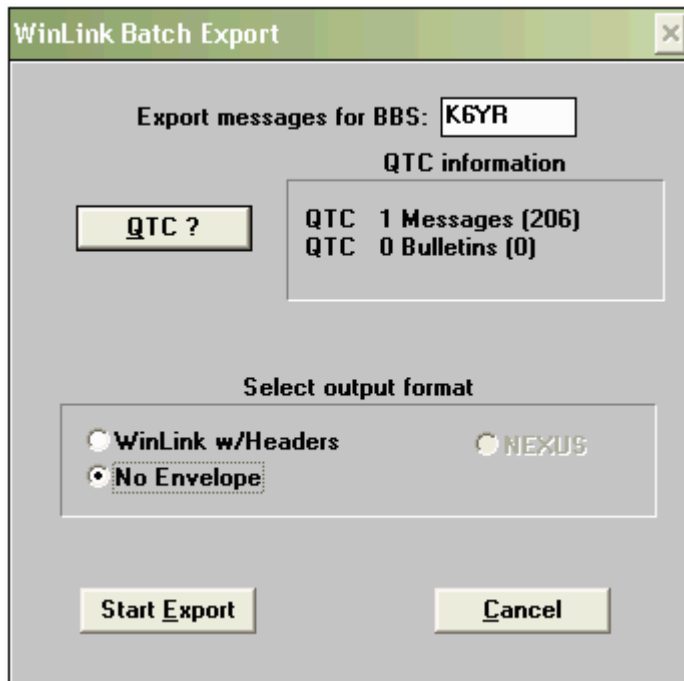 WinLink Batch Export
Export messages for BBS: K6YR
QTC information
QTC ?
QTC 1 Messages (206)
QTC 0 Bulletins (0)
Select output format
WinLink w/Headers
NEXUS
No Envelope
Start Export
Cancel